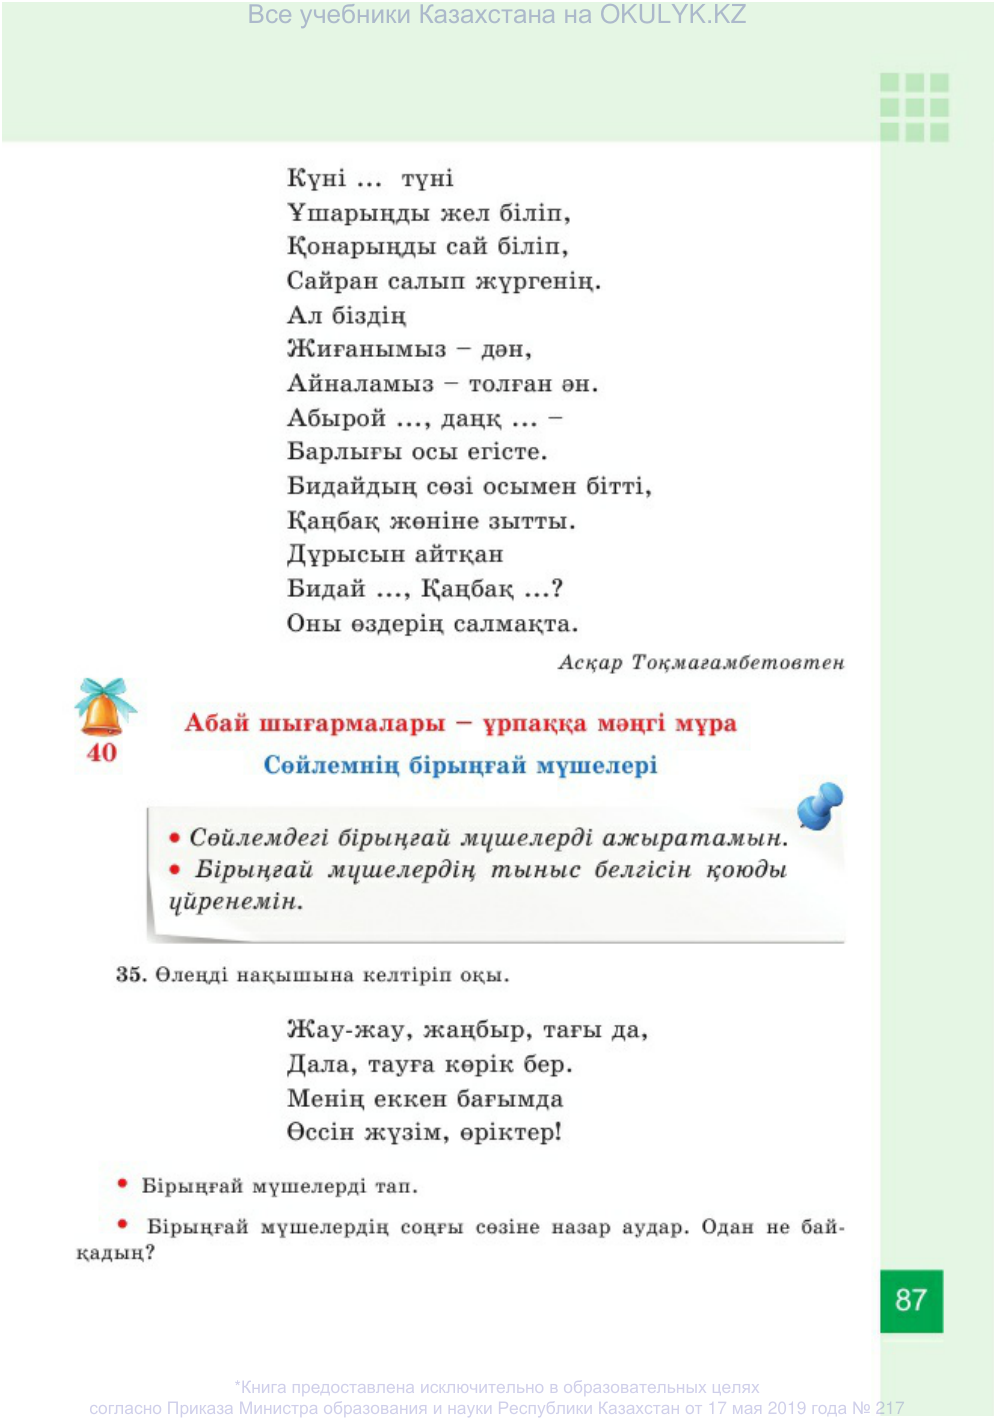 Все учебники Казахстана на OKULYK.KZ
Күні ... түні
Ұшарыңды жел біліп,
Қонарыңды сай біліп,
Сайран салып жүргенің.
Ал біздің
Жиғанымыз – дән,
Айналамыз – толған ән.
Абырой ..., даңқ ... –
Барлығы осы егісте.
Бидайдың сөзі осымен бітті,
Қаңбақ жөніне зытты.
Дұрысын айтқан
Бидай ..., Қаңбақ ...?
Оны өздерің салмақта.
Асқар Тоқмағамбетовтен
40
Абай шығармалары – ұрпаққа мәңгі мұра
Сөйлемнің бірыңғай мүшелері
• Сөйлемдегі бірыңғай мүшелерді ажыратамын.
• Бірыңғай мүшелердің тыныс белгісін қоюды
үйренемін.
35. Өлеңді нақышына келтіріп оқы.
Жау-жау, жаңбыр, тағы да,
Дала, тауға көрік бер.
Менің еккен бағымда
Өссін жүзім, өріктер!
• Бірыңғай мүшелерді тап.
• Бірыңғай мүшелердің соңғы сөзіне назар аудар. Одан не бай-
қадың?
87
*Книга предоставлена исключительно в образовательных целях
согласно Приказа Министра образования и науки Республики Казахстан от 17 мая 2019 года № 217